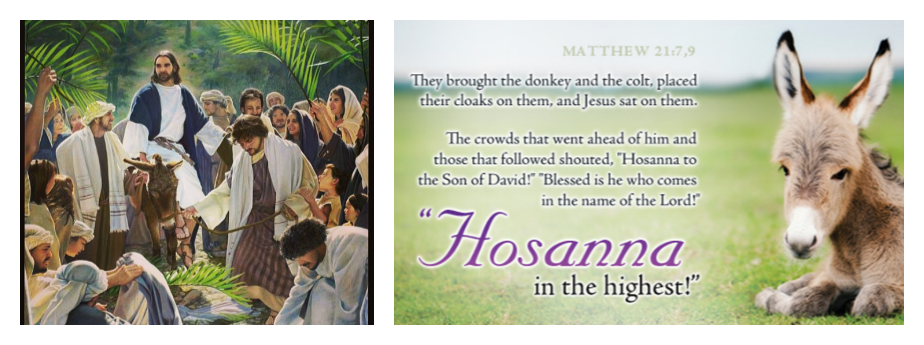 MATTHEW 21:7,9
They brought the donkey and the colt, placed
their cloaks on them, and Jesus sat on them.
The crowds that went ahead of him and
those that followed shouted, "Hosanna to
the Son of David!" "Blessed is he who comes
in the name of the Lord!"
"Hosanna
in the highest!"